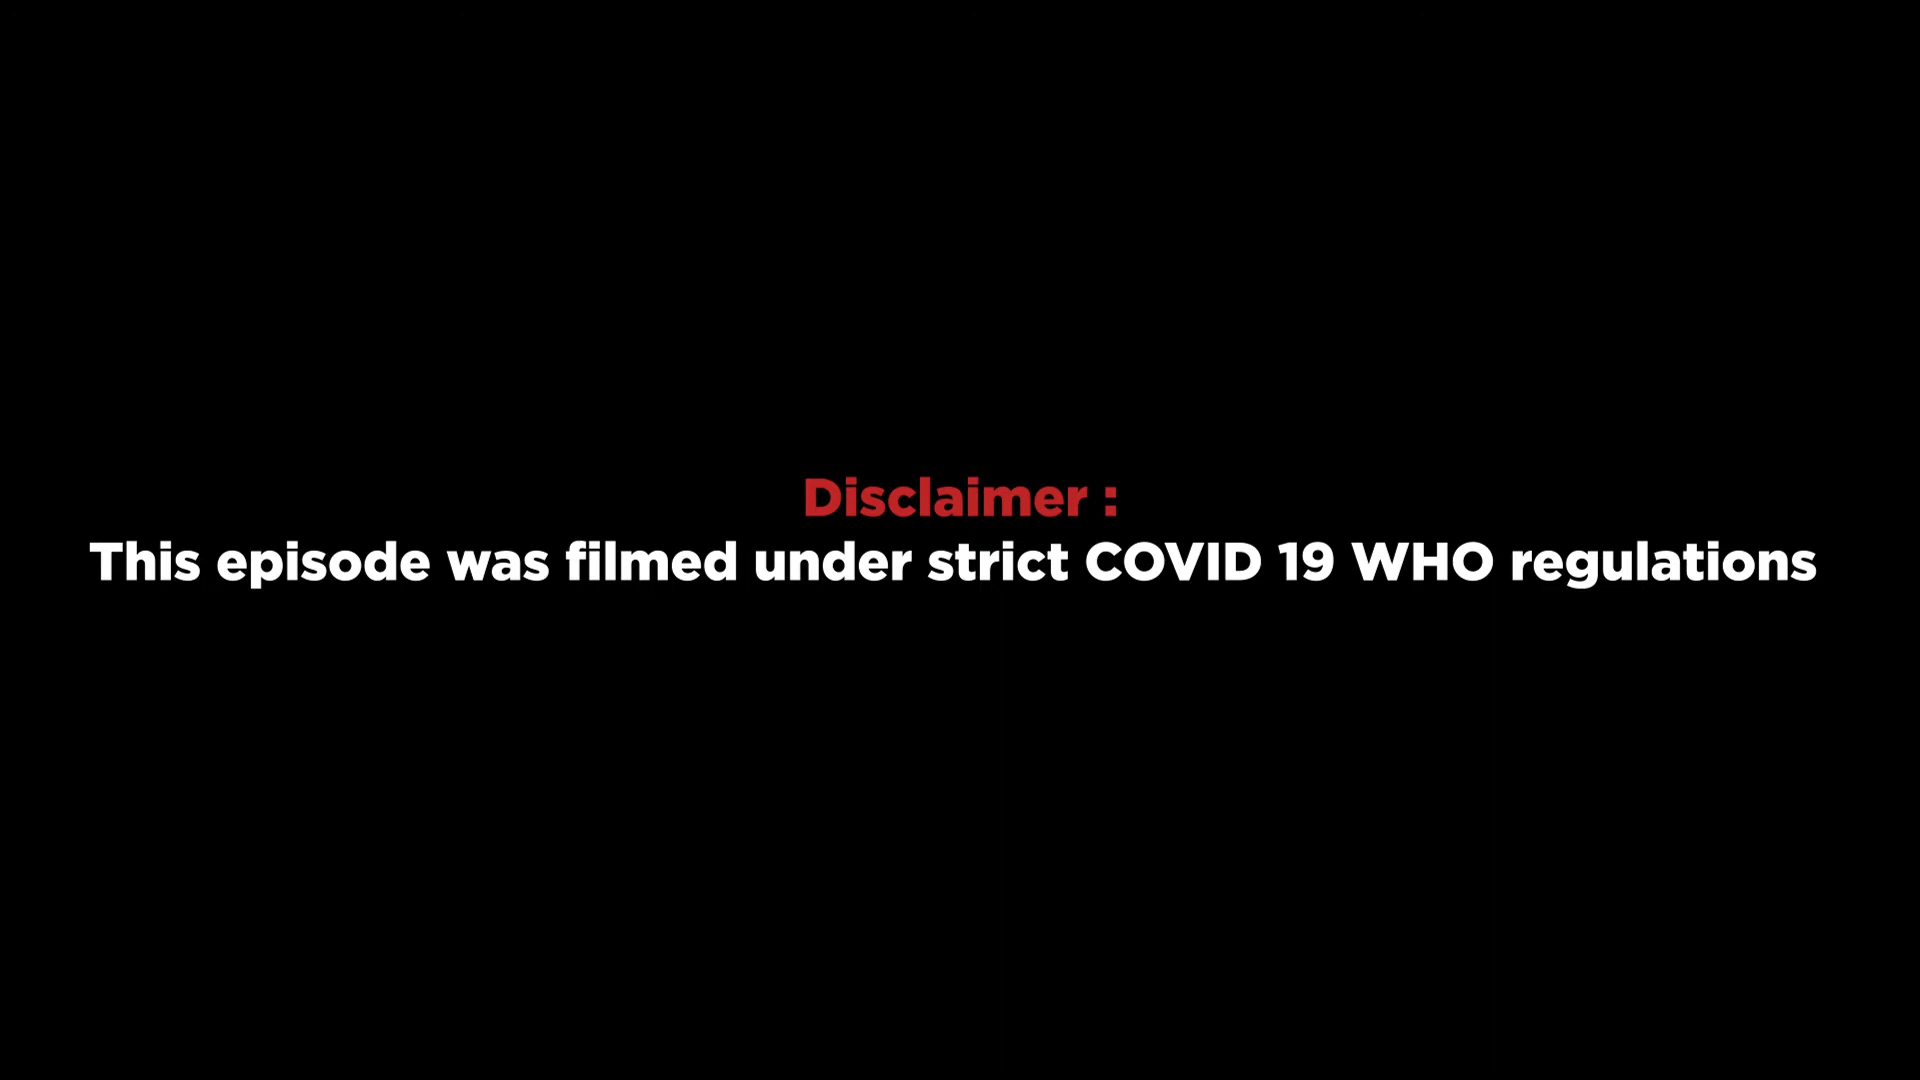 Disclaimer :
This episode was filmed under strict COVID 19 WHO regulations